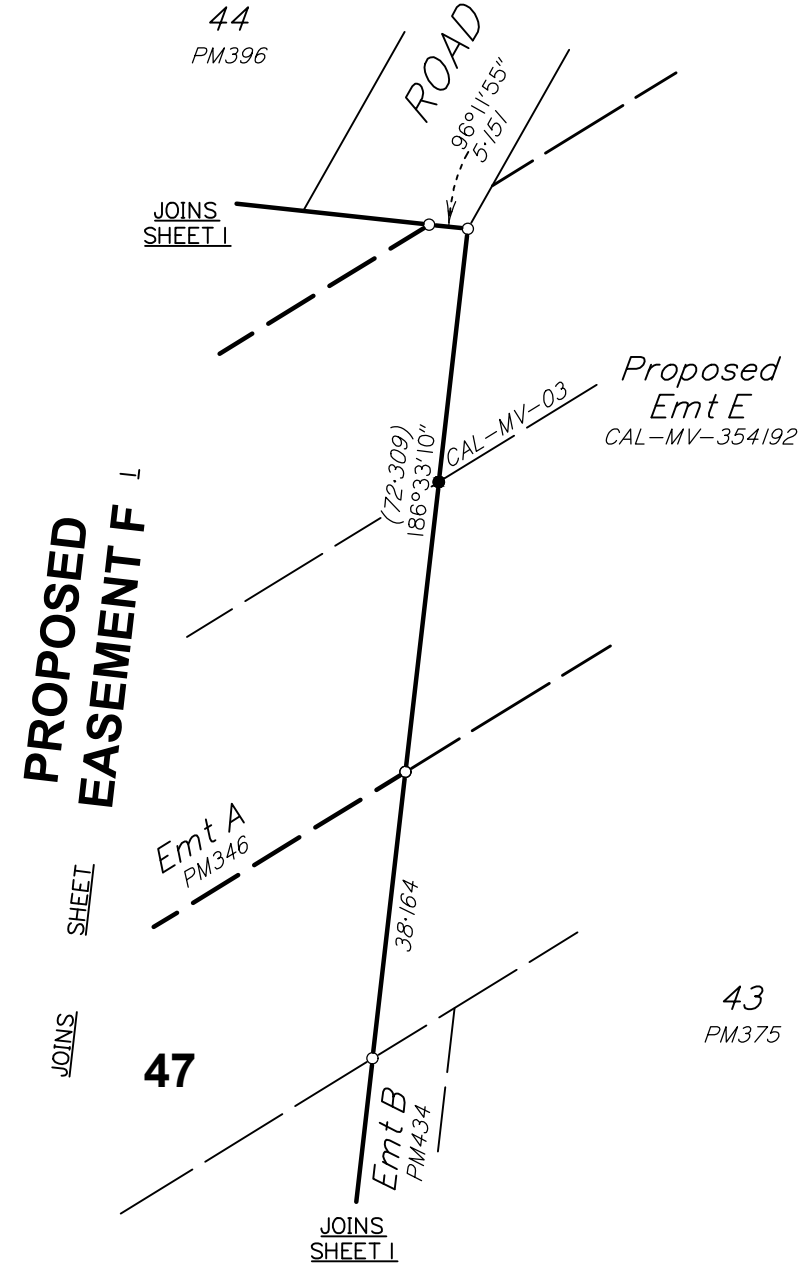 44
PM396
ROAD
96°11'55"
5·151
JOINS
SHEET 1
Proposed
Emt E
CAL-MV-354192
CAL-MV-03
(72·309)
186°33'10"
PROPOSED
EASEMENT F
1
Emt A
PM346
SHEET
38·164
43
PM375
JOINS
47
Emt B
PM434
JOINS
SHEET 1